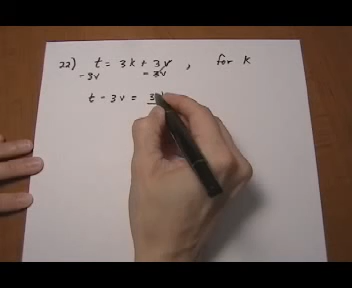 22) t = 3k + 3v , for k
-3v = 3v
t - 3v = 3